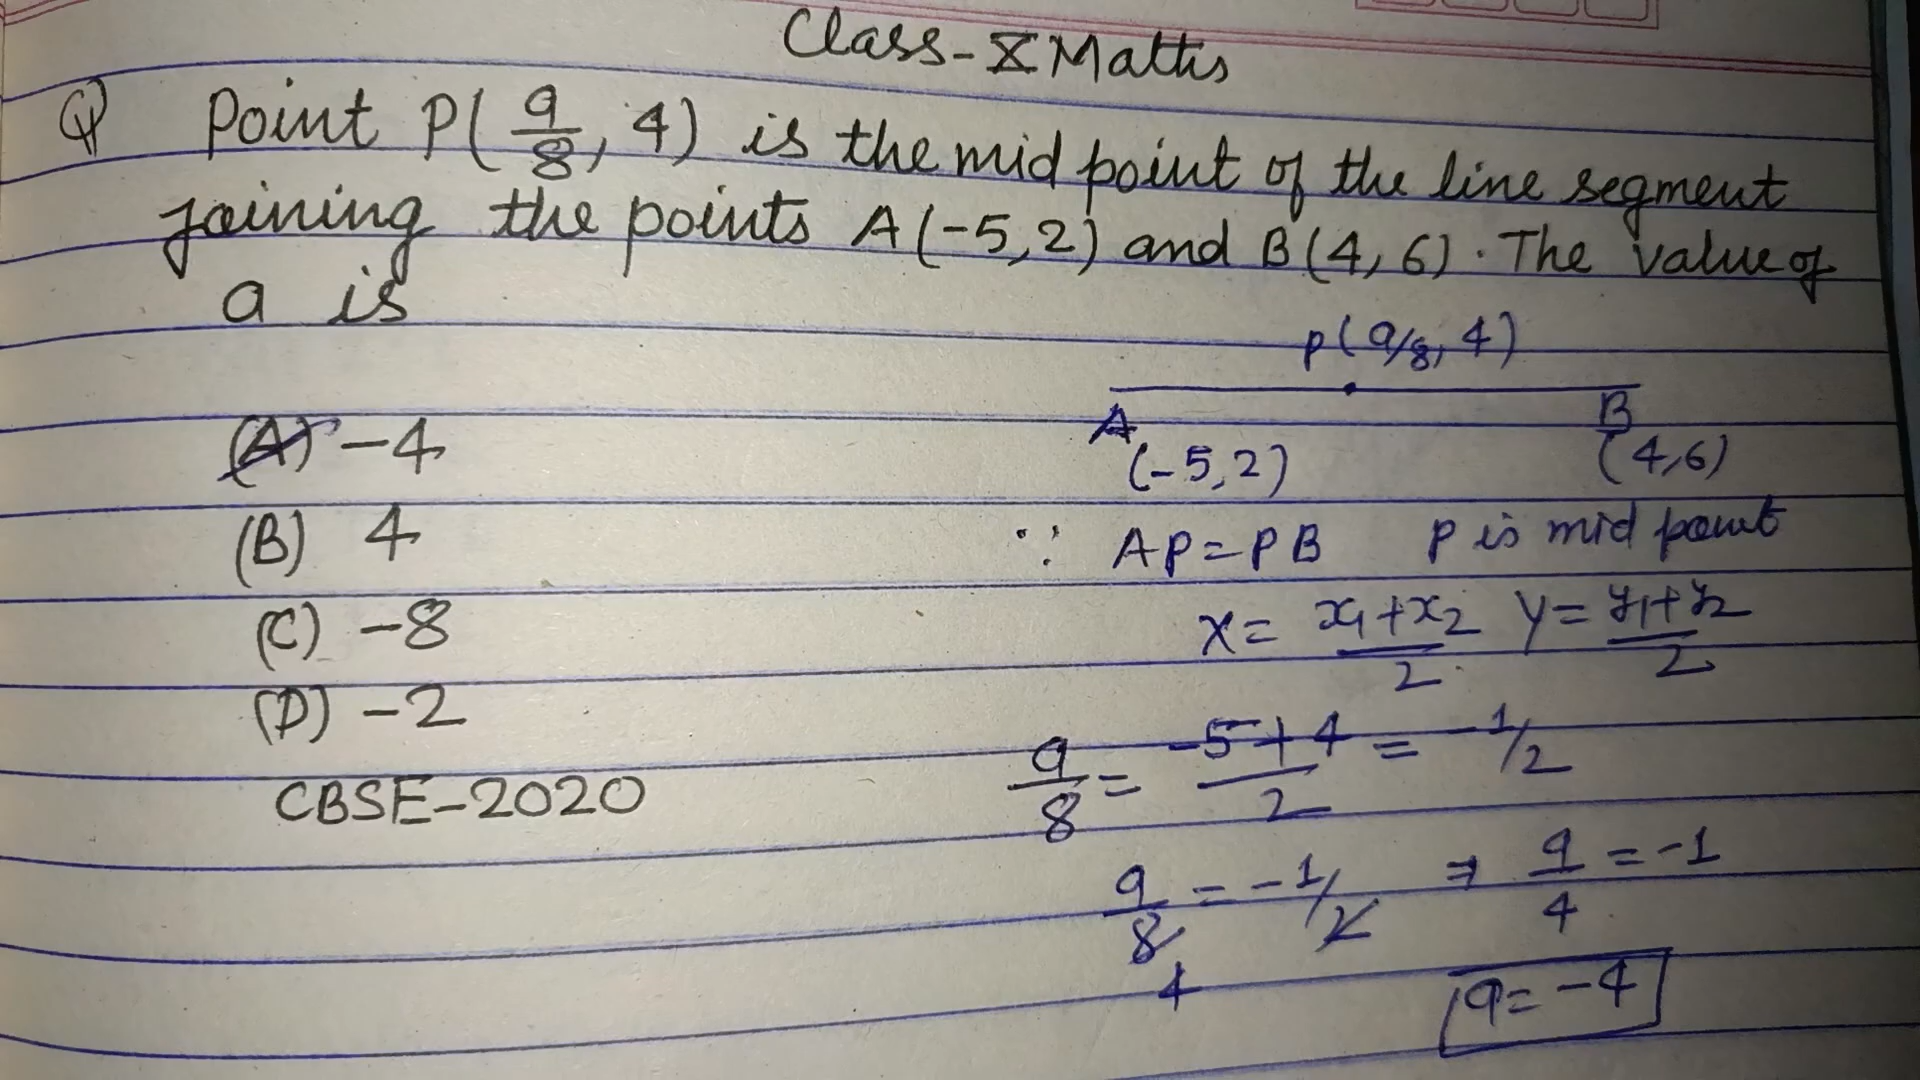 Class-X Maths
Q Point P(a/8, 4) is the mid point of the line segment
joining the points A(-5,2) and B(4,6). The value of
a is
P(a/8, 4)
A B
(-5,2) (4,6)
(A) -4
(B) 4
(C) -8
(D) -2
CBSE-2020
∵ AP=PB P is mid point
X= x1+x2/2 Y= y1+y2/2
a/8 = -5+4/2 = -1/2
a/8 = -1/2 ⇒ a/4 = -1
4
a=-4